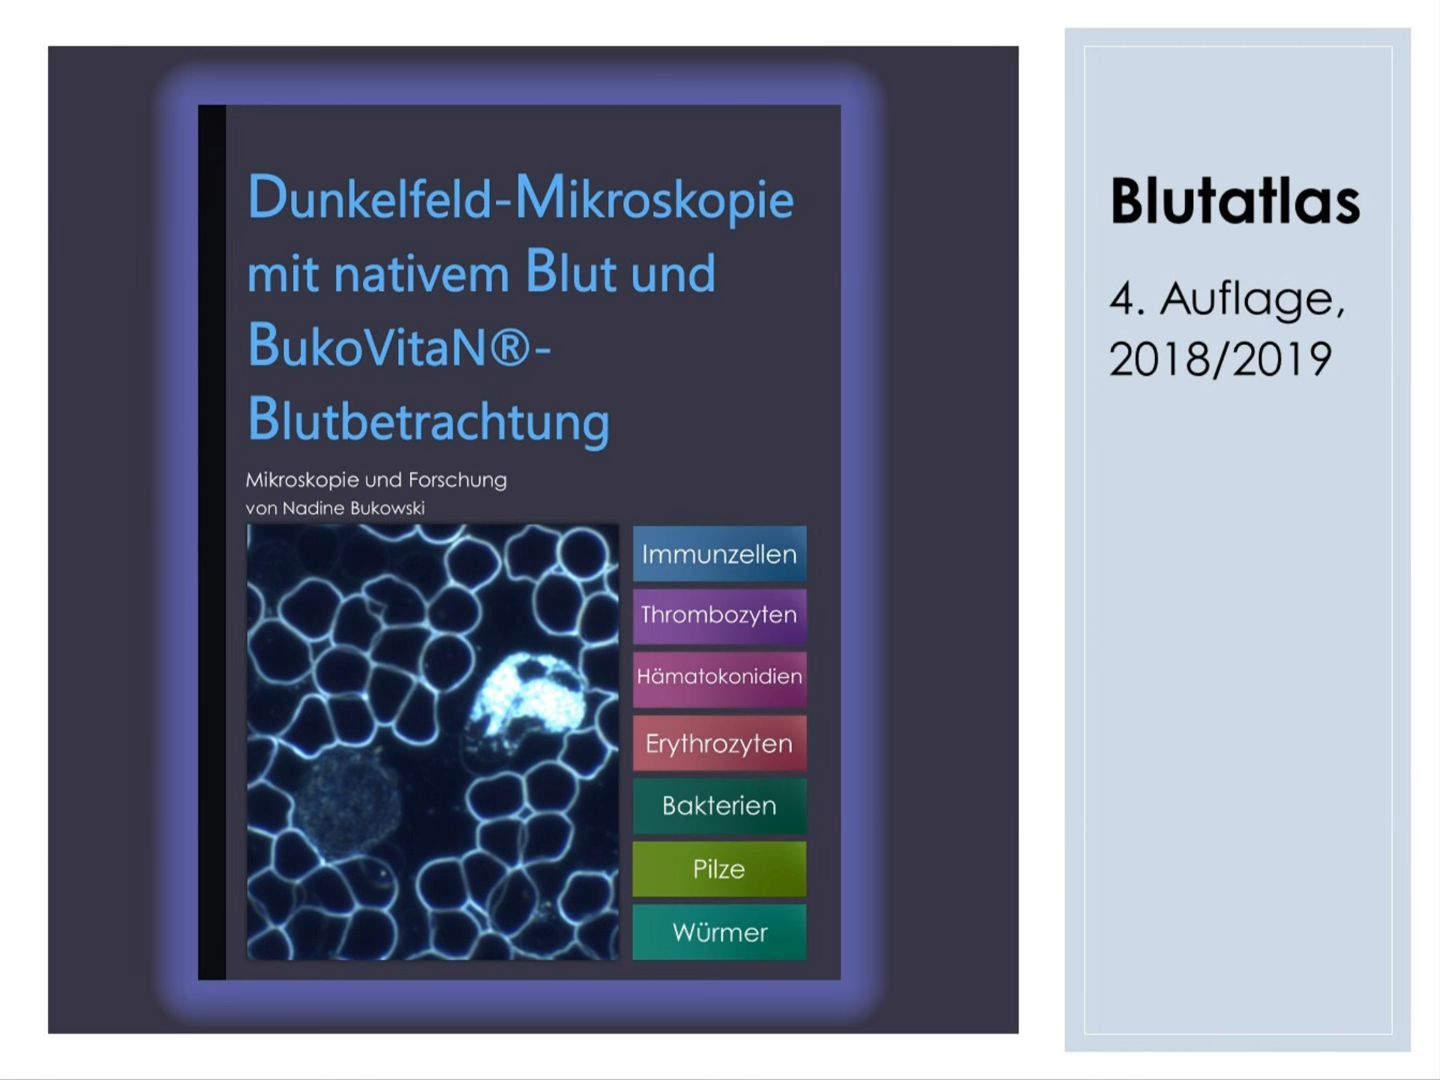 Dunkelfeld-Mikroskopie
mit nativem Blut und
BukoVitaN®-
Blutbetrachtung
Mikroskopie und Forschung
von Nadine Bukowski
Immunzellen
Thrombozyten
Hämatokonidien
Erythrozyten
Bakterien
Pilze
Würmer
Blutatlas
4. Auflage,
2018/2019